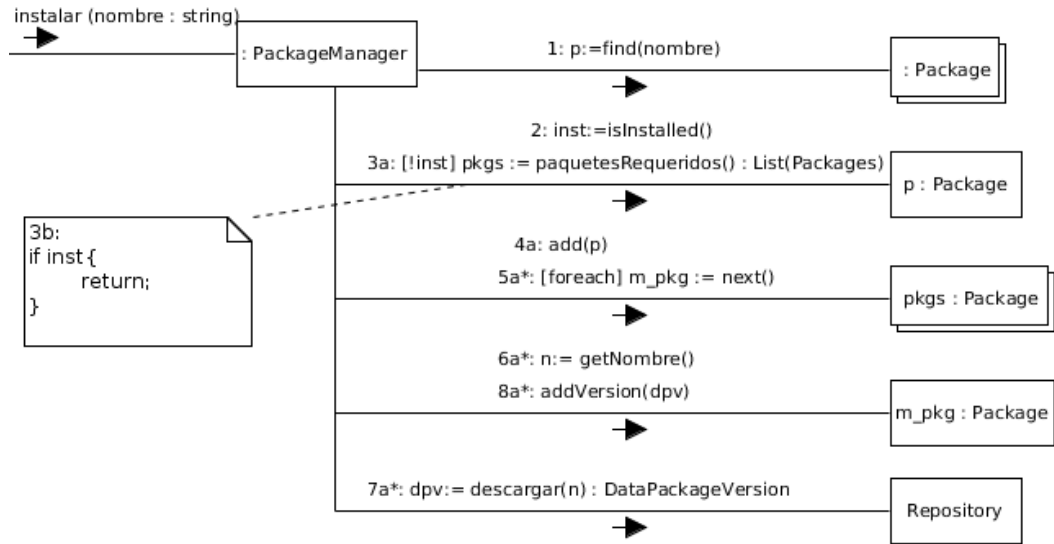 instalar (nombre : string)
: PackageManager
1: p:=find(nombre)
: Package
2: inst:=isInstalled()
3a: [!inst] pkgs := paquetesRequeridos() : List(Packages)
p : Package
3b:
if inst{
return;
}
4a: add(p)
5a*: [foreach] m_pkg := next()
pkgs : Package
6a*: n:= getNombre()
8a*: addVersion(dpv)
m_pkg : Package
7a*: dpv:= descargar(n) : DataPackageVersion
Repository